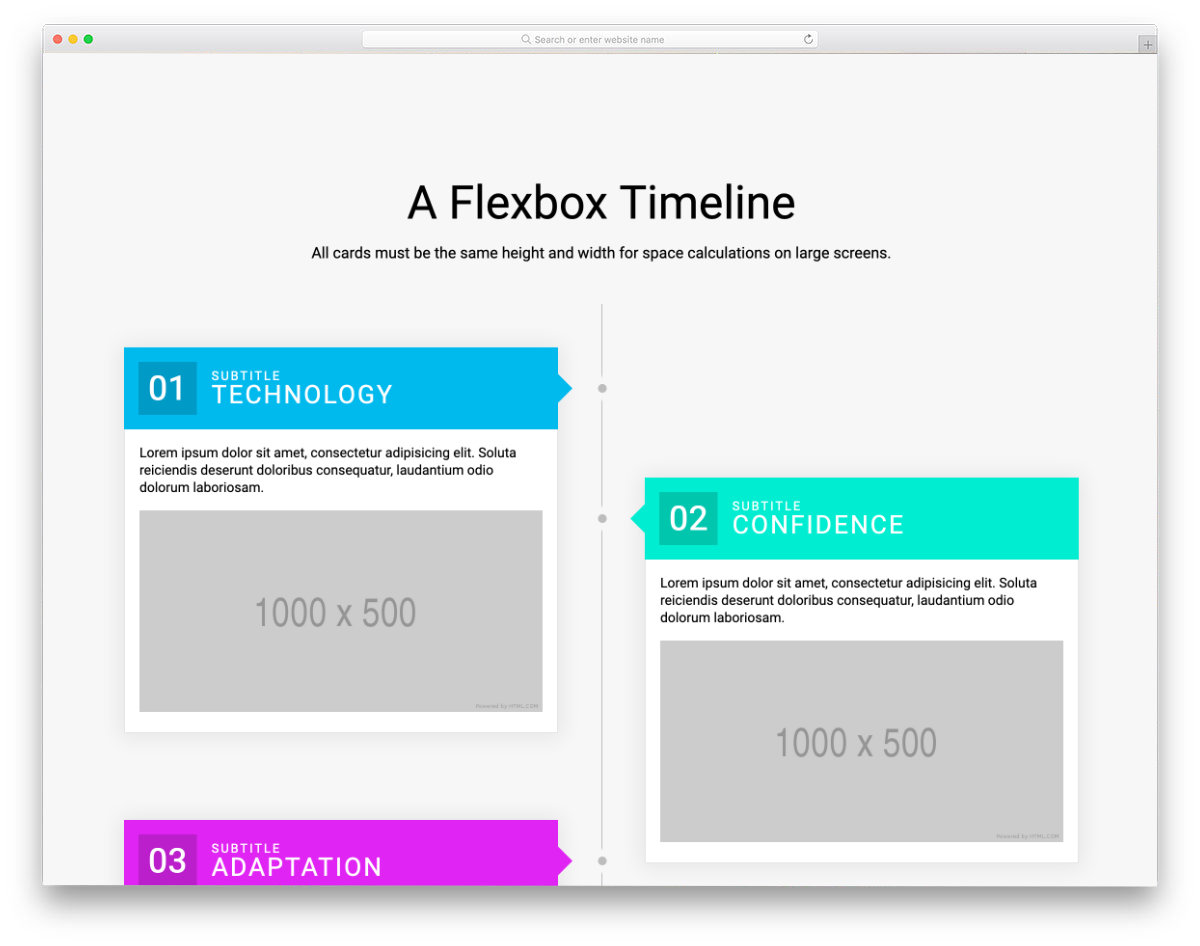 Search or enter website name
A Flexbox Timeline
All cards must be the same height and width for space calculations on large screens.
01
SUBTITLE
TECHNOLOGY
Lorem ipsum dolor sit amet, consectetur adipisicing elit. Soluta
reiciendis deserunt doloribus consequatur, laudantium odio
dolorum laboriosam.
1000 x 500
Powered by HTML.COM
02
SUBTITLE
CONFIDENCE
Lorem ipsum dolor sit amet, consectetur adipisicing elit. Soluta
reiciendis deserunt doloribus consequatur, laudantium odio
dolorum laboriosam.
1000 x 500
Powered by HTML.COM
03
SUBTITLE
ADAPTATION